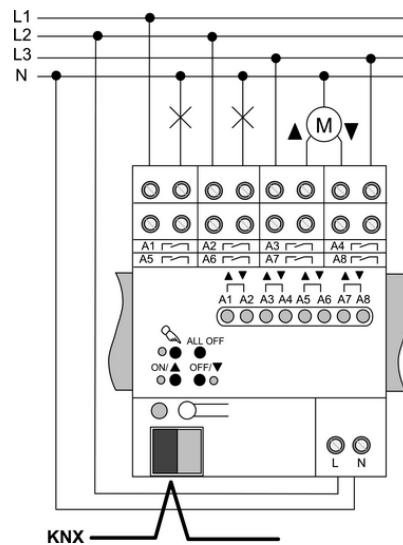 L1
L2
L3
N
M
A1 A2 A3 A4
A5 A6 A7 A8
A1 A2 A3 A4 A5 A6 A7 A8
ALL OFF
ON/▲ OFF/▼
L N
KNX